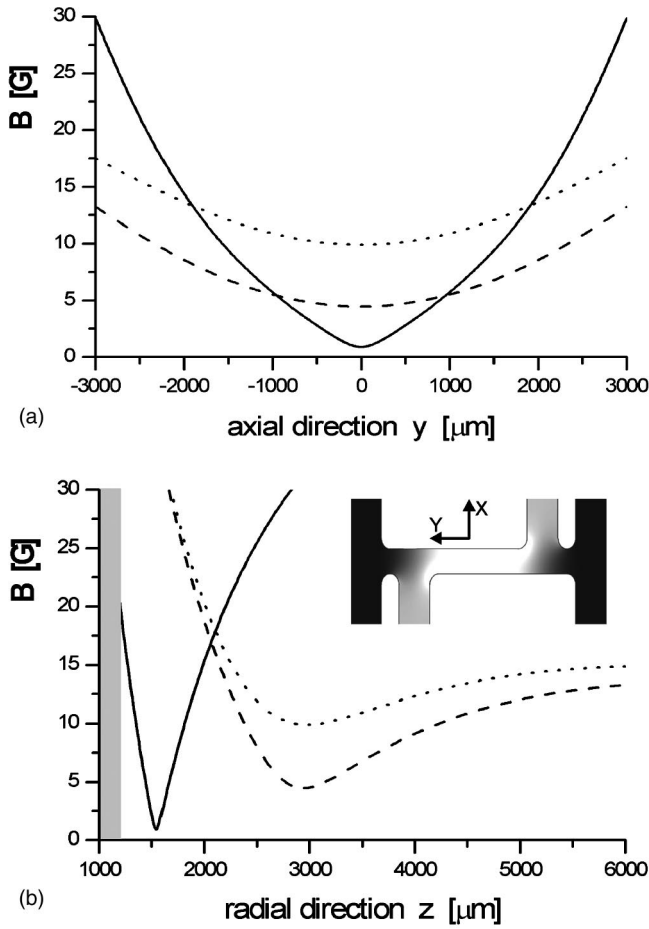 30
25
20
15
10
5
0
B [G]
-3000 -2000 -1000 0 1000 2000 3000
(a)
axial direction y [μm]
30
25
20
15
10
5
0
B [G]
Y X
1000 2000 3000 4000 5000 6000
(b)
radial direction z [μm]